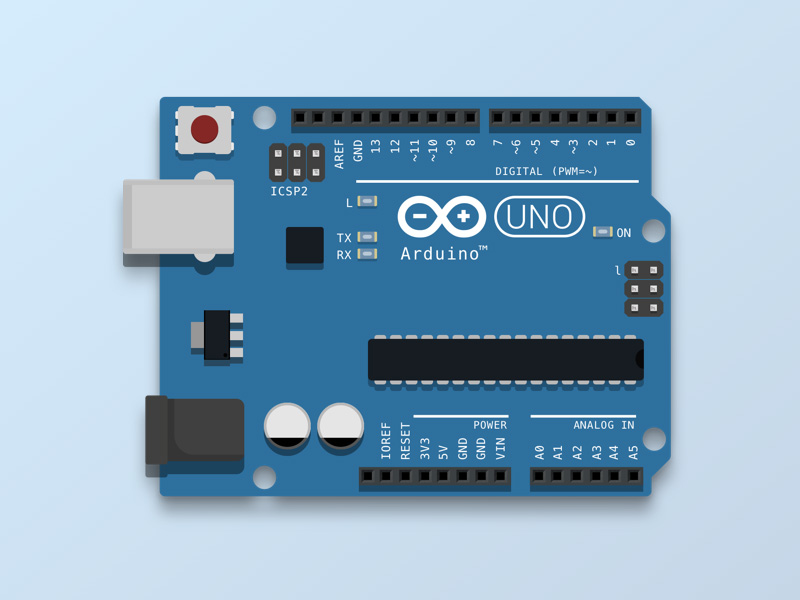 AREF GND 13 12 ~11 ~10 ~9 8 7 ~6 ~5 4 ~3 2 1 0
DIGITAL (PWM=~)
ICSP2
L
TX
RX
UNO
Arduino™
ON
l
POWER
ANALOG IN
IOREF RESET 3V3 5V GND GND VIN A0 A1 A2 A3 A4 A5